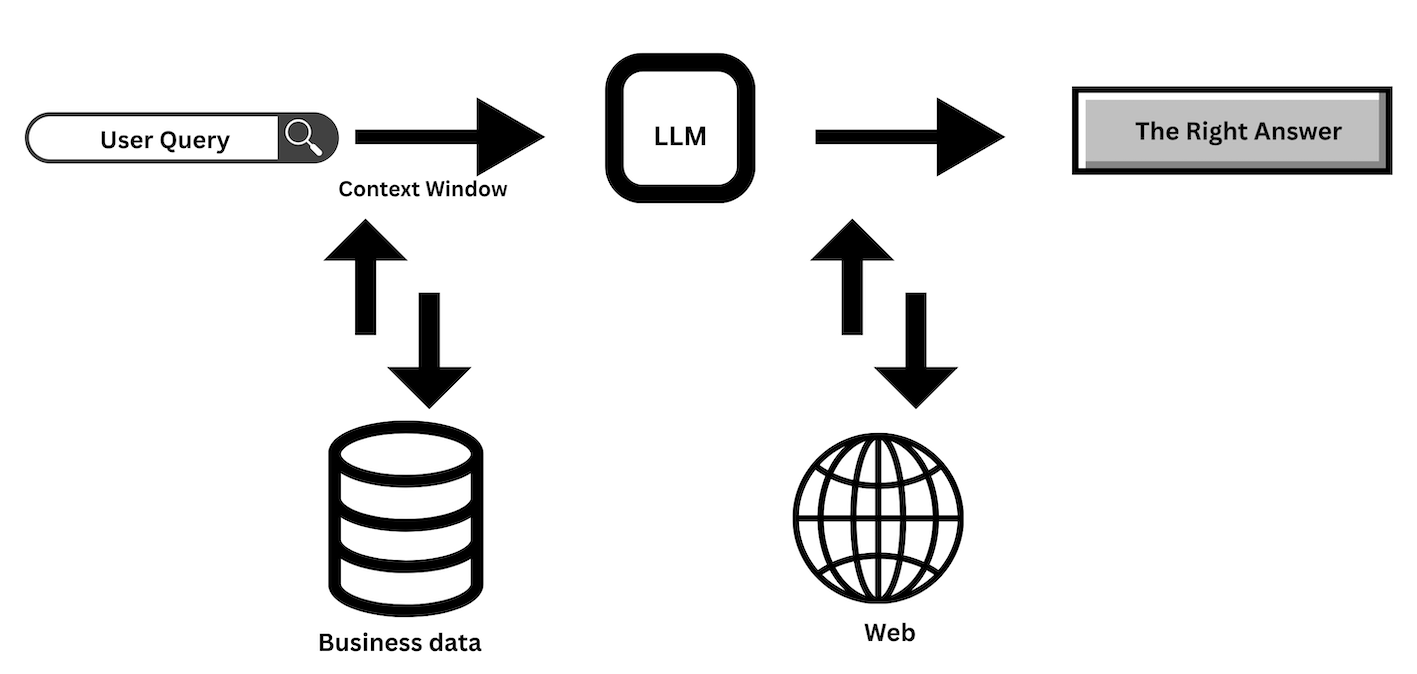 User Query
Context Window
LLM
The Right Answer
Business data
Web